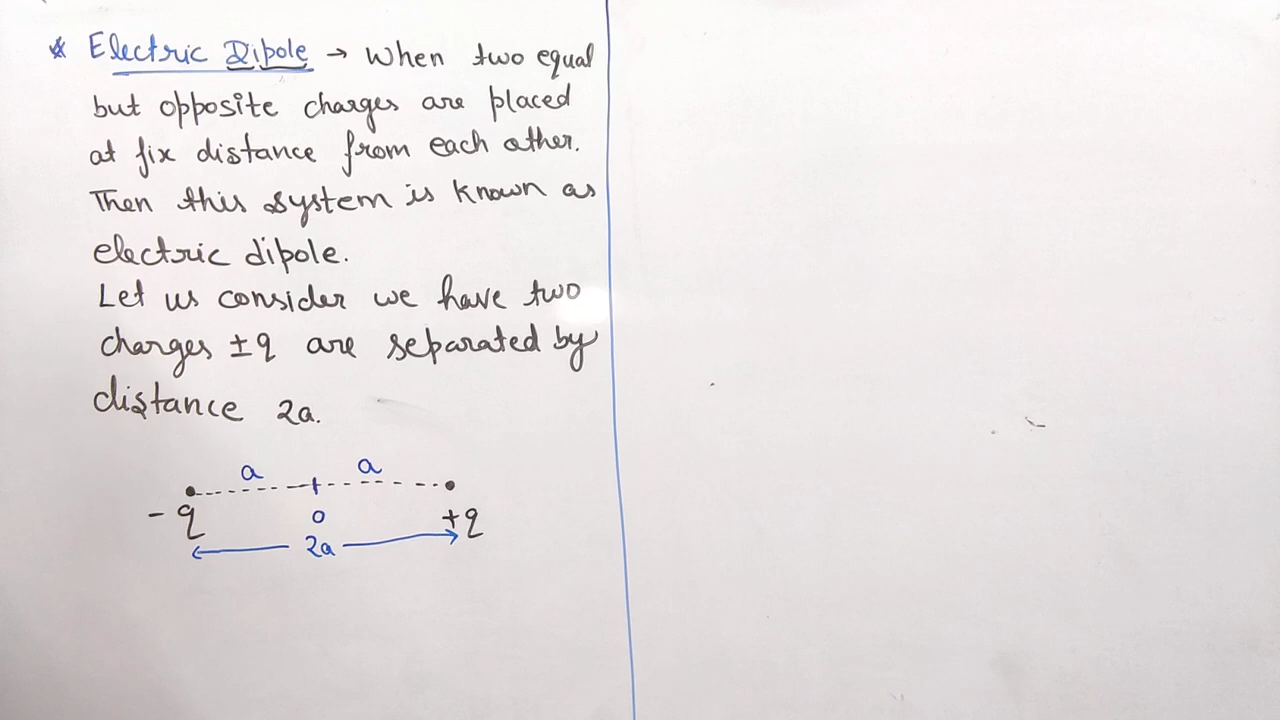 * Electric Dipole → When two equal
but opposite charges are placed
at fix distance from each other.
Then this system is known as
electric dipole.
Let us consider we have two
charges ±q are separated by
distance 2a.
a a
-q o +q
2a